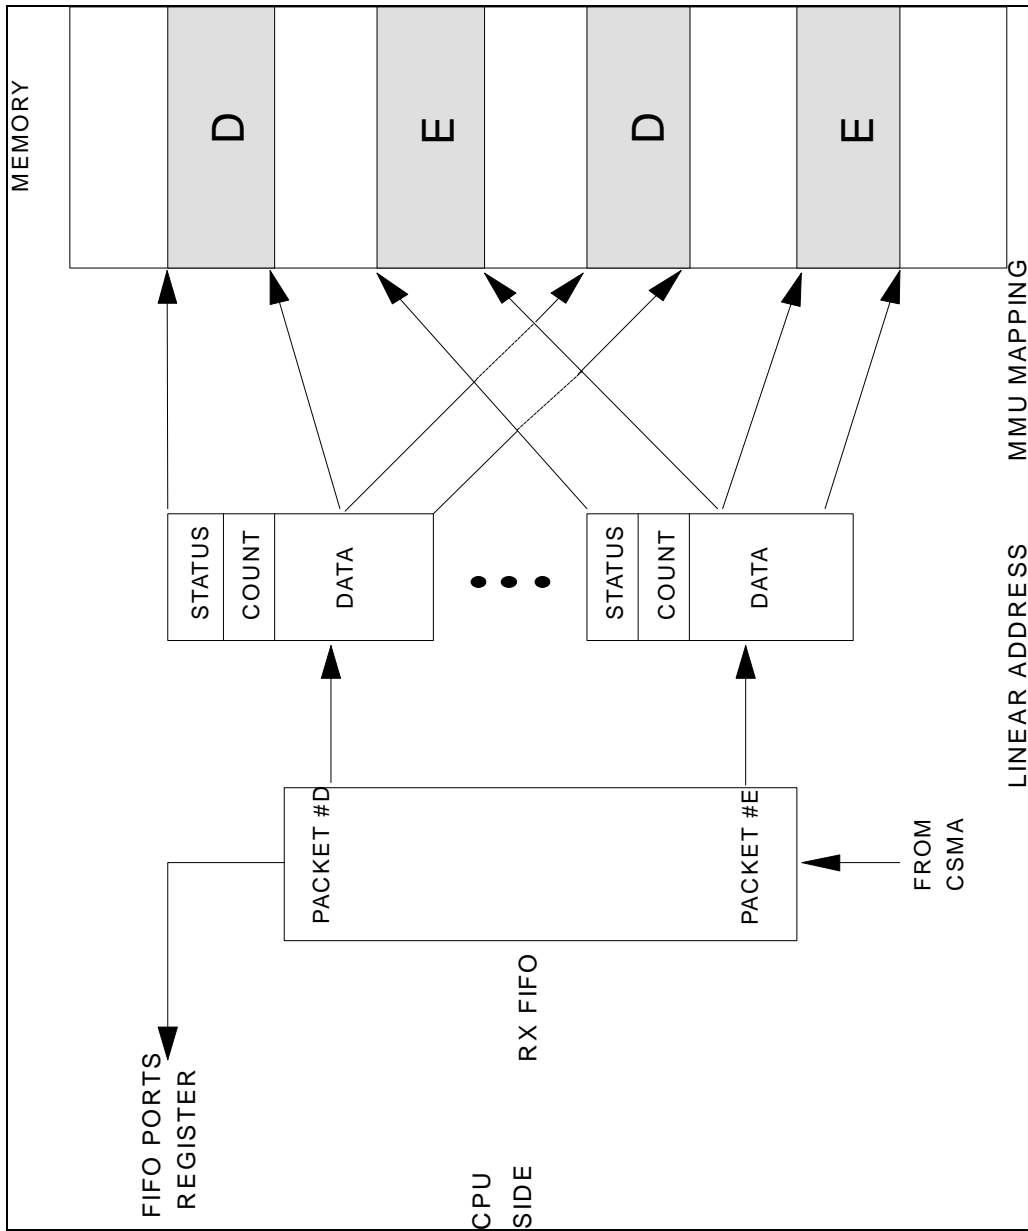 MEMORY
FIFO PORTS
REGISTER
STATUS
COUNT
DATA
D
PACKET #D
E
CPU
SIDE
RX FIFO
STATUS
COUNT
DATA
D
PACKET #E
E
FROM
CSMA
LINEAR ADDRESS
MMU MAPPING